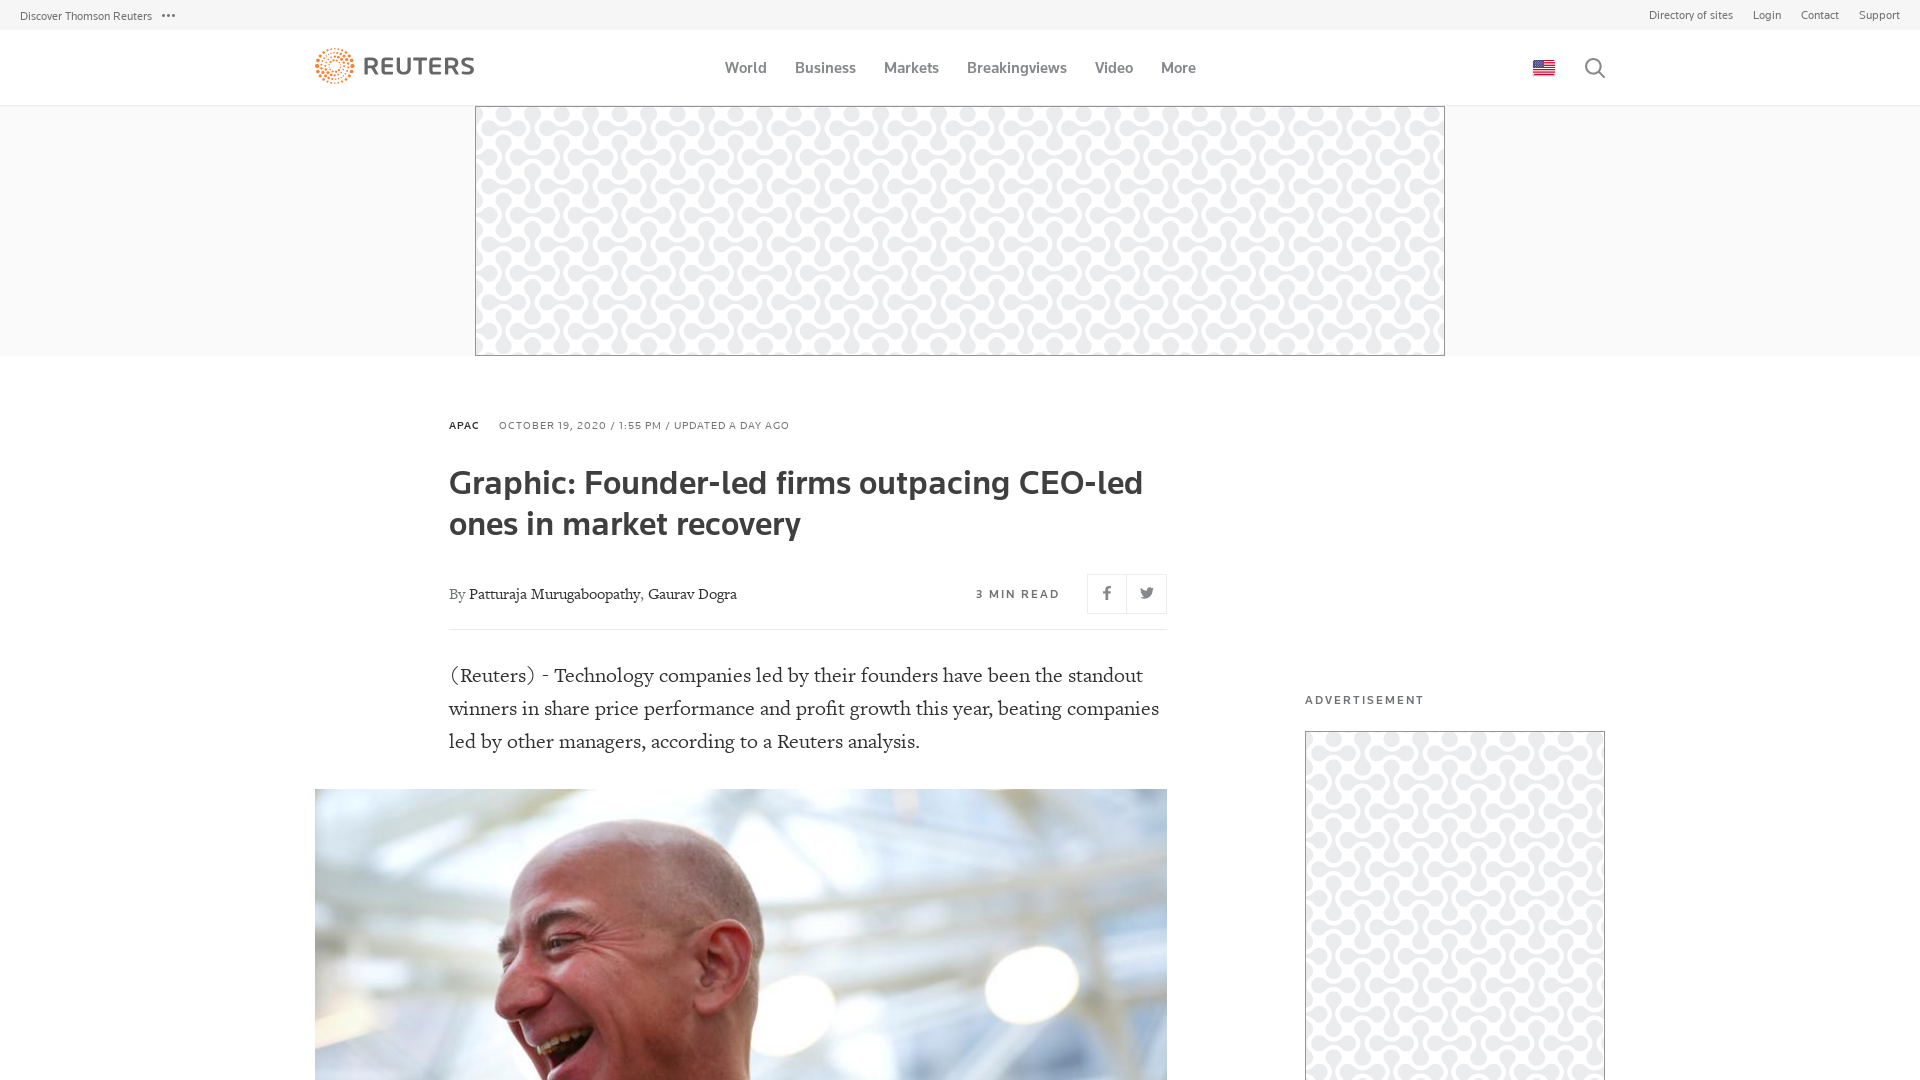 Discover Thomson Reuters
Directory of sites Login Contact Support
REUTERS
World Business Markets Breakingviews Video More
APAC OCTOBER 19, 2020 / 1:55 PM / UPDATED A DAY AGO
Graphic: Founder-led firms outpacing CEO-led
ones in market recovery
By Patturaja Murugaboopathy, Gaurav Dogra
3 MIN READ
(Reuters) - Technology companies led by their founders have been the standout
winners in share price performance and profit growth this year, beating companies
led by other managers, according to a Reuters analysis.
ADVERTISEMENT